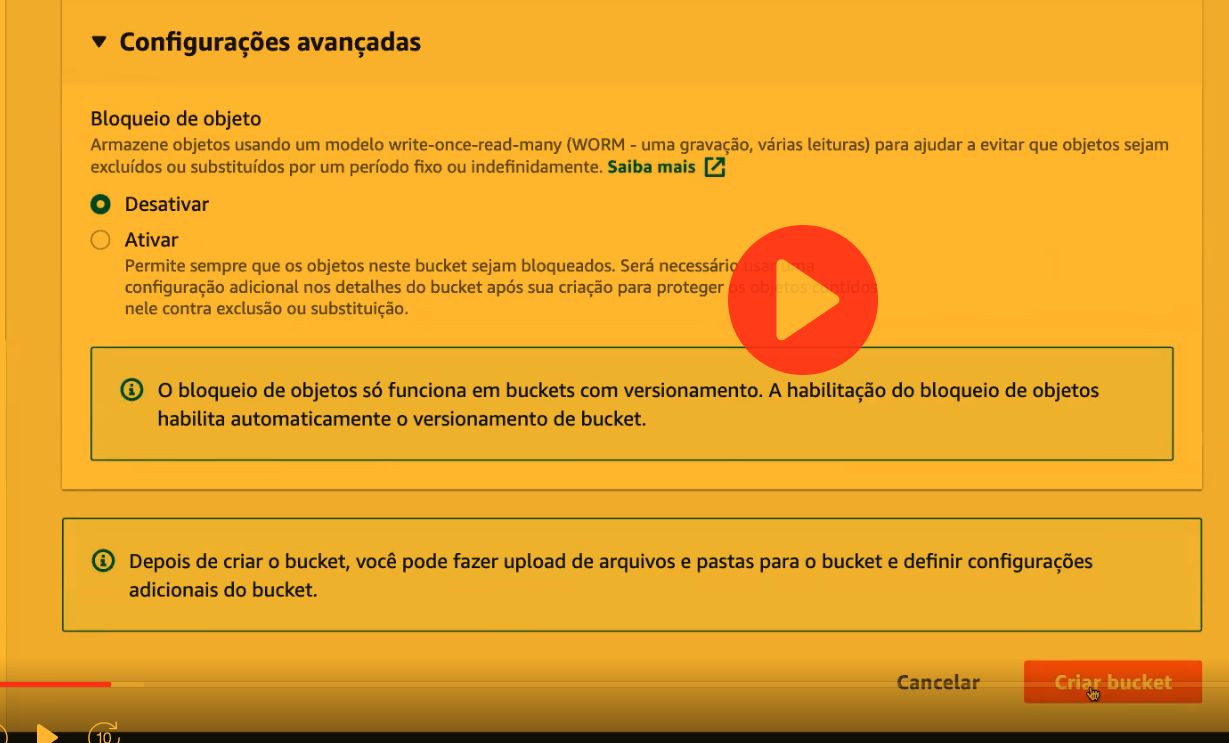 Configurações avançadas
Bloqueio de objeto
Armazene objetos usando um modelo write-once-read-many (WORM - uma gravação, várias leituras) para ajudar a evitar que objetos sejam
excluídos ou substituídos por um período fixo ou indefinidamente. Saiba mais
Desativar
Ativar
Permite sempre que os objetos neste bucket sejam bloqueados. Será necessário usar uma
configuração adicional nos detalhes do bucket após sua criação para proteger os objetos contidos
nele contra exclusão ou substituição.
O bloqueio de objetos só funciona em buckets com versionamento. A habilitação do bloqueio de objetos
habilita automaticamente o versionamento de bucket.
Depois de criar o bucket, você pode fazer upload de arquivos e pastas para o bucket e definir configurações
adicionais do bucket.
Cancelar Criar bucket
10